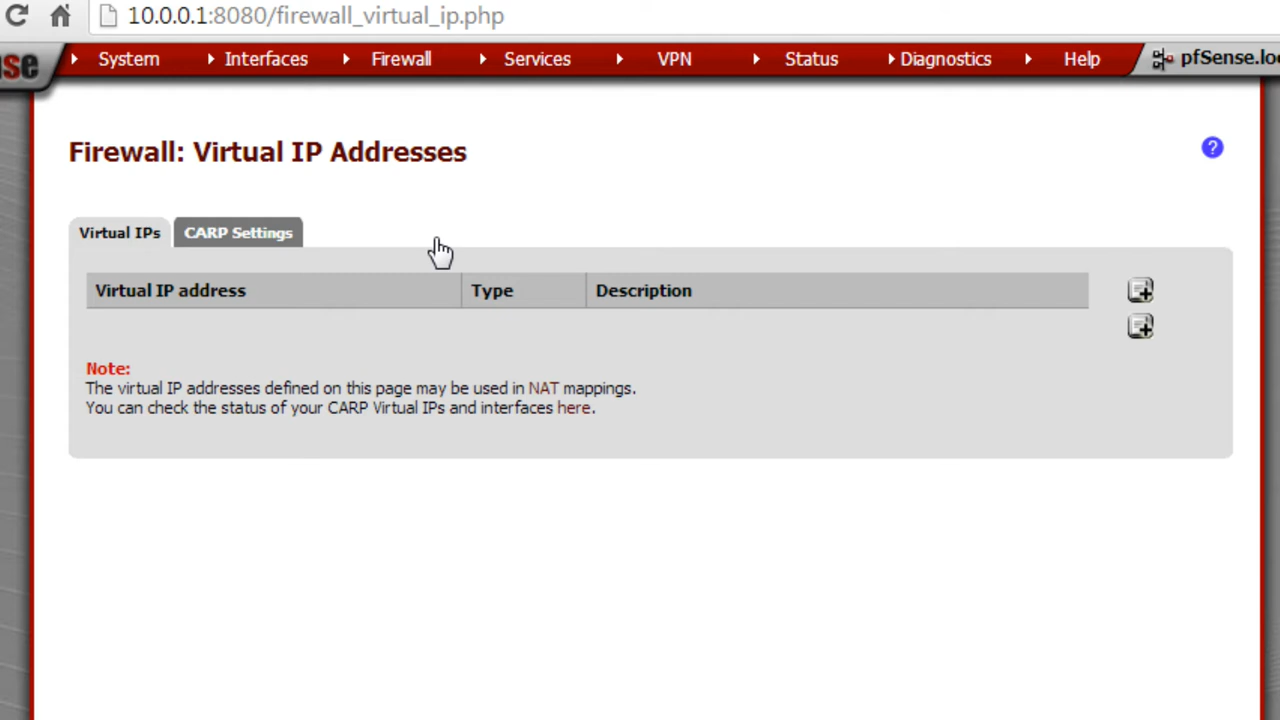 10.0.0.1:8080/firewall_virtual_ip.php
se System Interfaces Firewall Services VPN Status Diagnostics Help pfSense.loc
Firewall: Virtual IP Addresses
?
Virtual IPs CARP Settings
Virtual IP address Type Description
Note:
The virtual IP addresses defined on this page may be used in NAT mappings.
You can check the status of your CARP Virtual IPs and interfaces here.